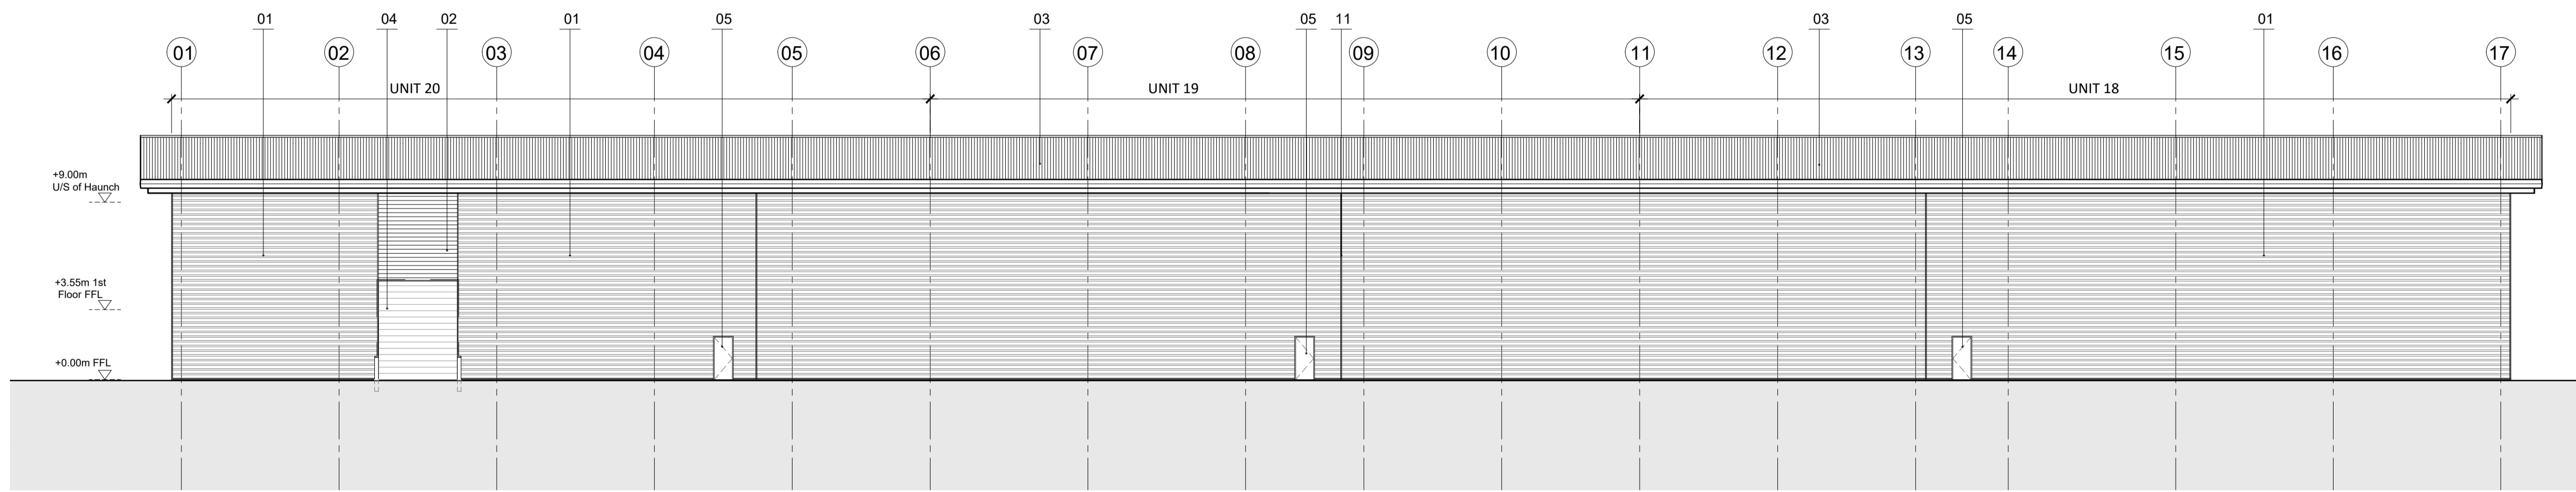 01 04 02 01 05 03 05 11 03 05 01
01 02 03 04 05 06 07 08 09 10 11 12 13 14 15 16 17
UNIT 20 UNIT 19 UNIT 18
+9.00m
U/S of Haunch
+3.55m 1st
Floor FFL
+0.00m FFL